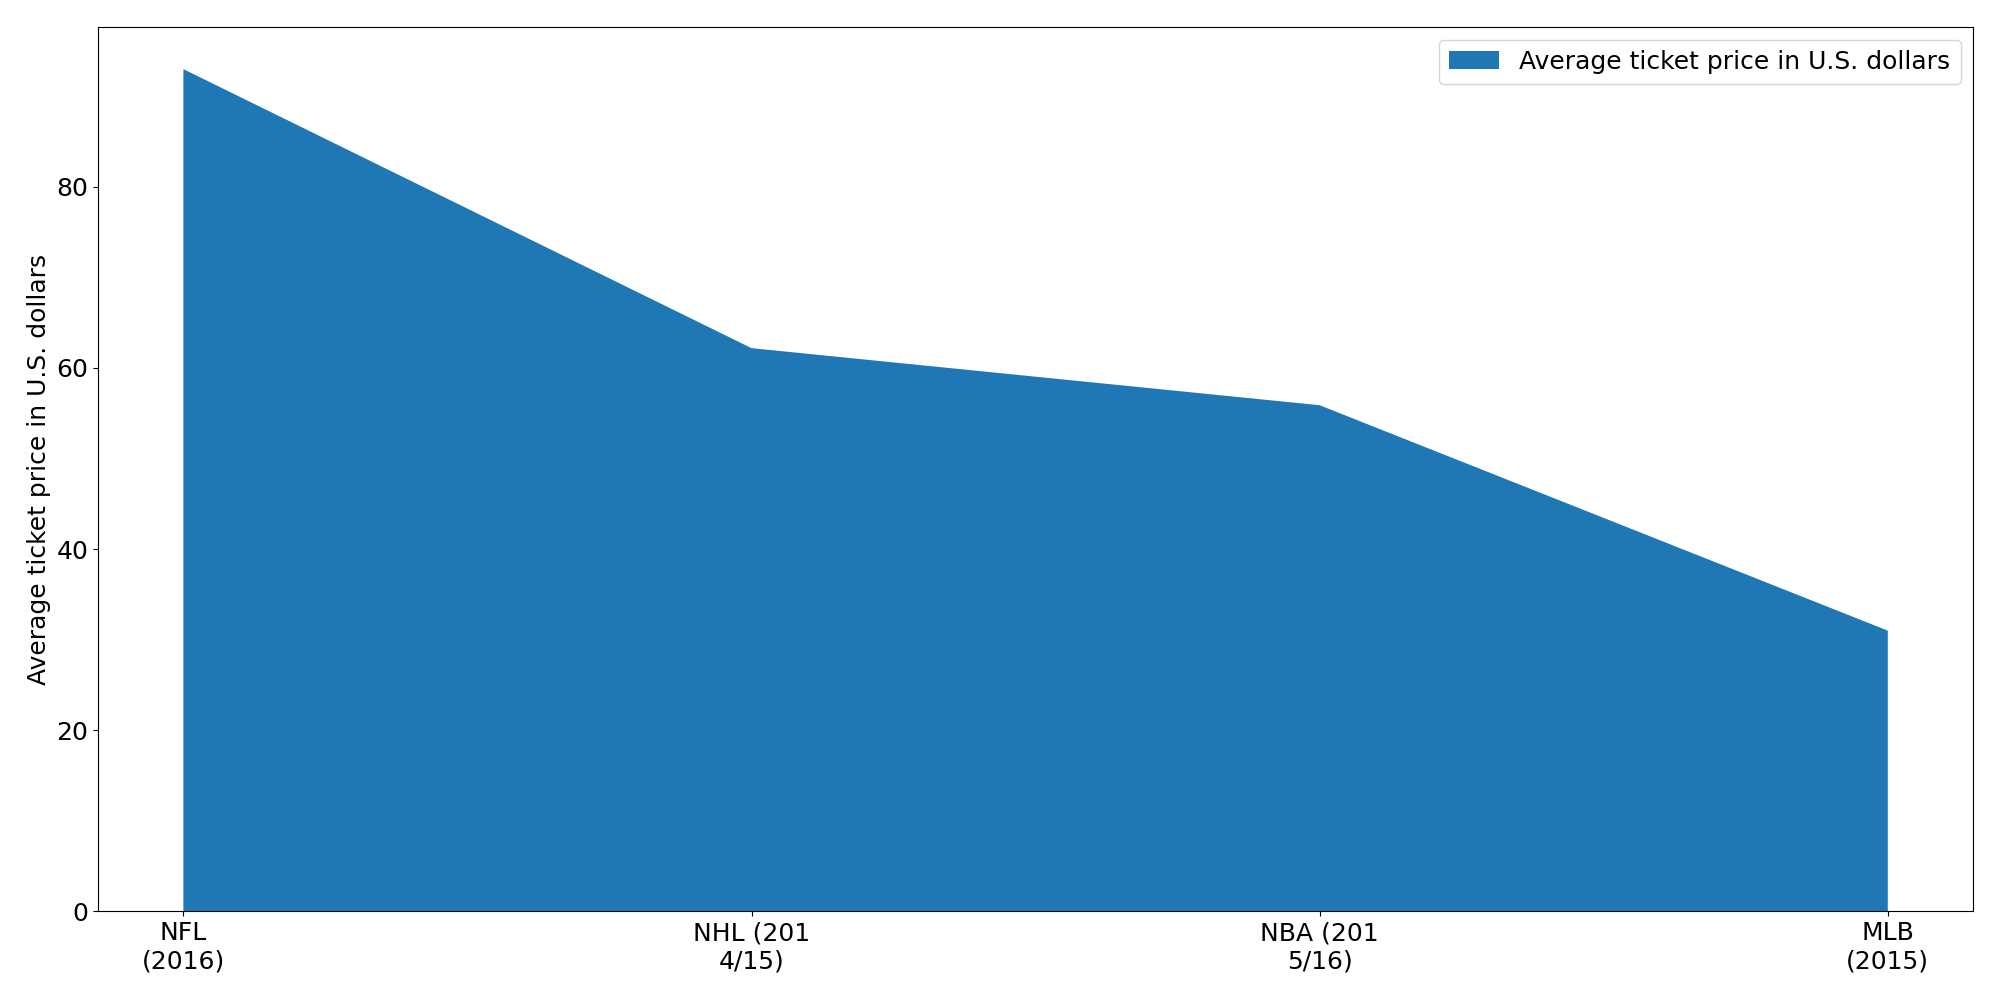 Average ticket price in U.S. dollars
Average ticket price in U.S. dollars
80
60
40
20
0
NFL
(2016)
NHL (201
4/15)
NBA (201
5/16)
MLB
(2015)